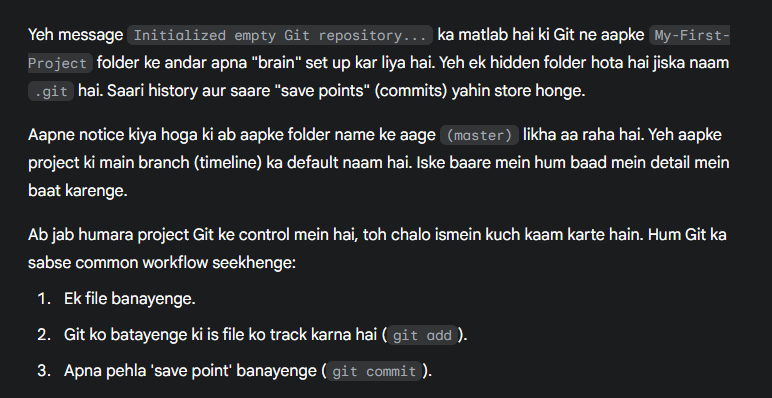 Yeh message Initialized empty Git repository... ka matlab hai ki Git ne aapke My-First-
Project folder ke andar apna "brain" set up kar liya hai. Yeh ek hidden folder hota hai jiska naam
.git hai. Saari history aur saare "save points" (commits) yahin store honge.
Aapne notice kiya hoga ki ab aapke folder name ke aage (master) likha aa raha hai. Yeh aapke
project ki main branch (timeline) ka default naam hai. Iske baare mein hum baad mein detail mein
baat karenge.
Ab jab humara project Git ke control mein hai, toh chalo ismein kuch kaam karte hain. Hum Git ka
sabse common workflow seekhenge:
1. Ek file banayenge.
2. Git ko batayenge ki is file ko track karna hai (git add).
3. Apna pehla 'save point' banayenge (git commit).